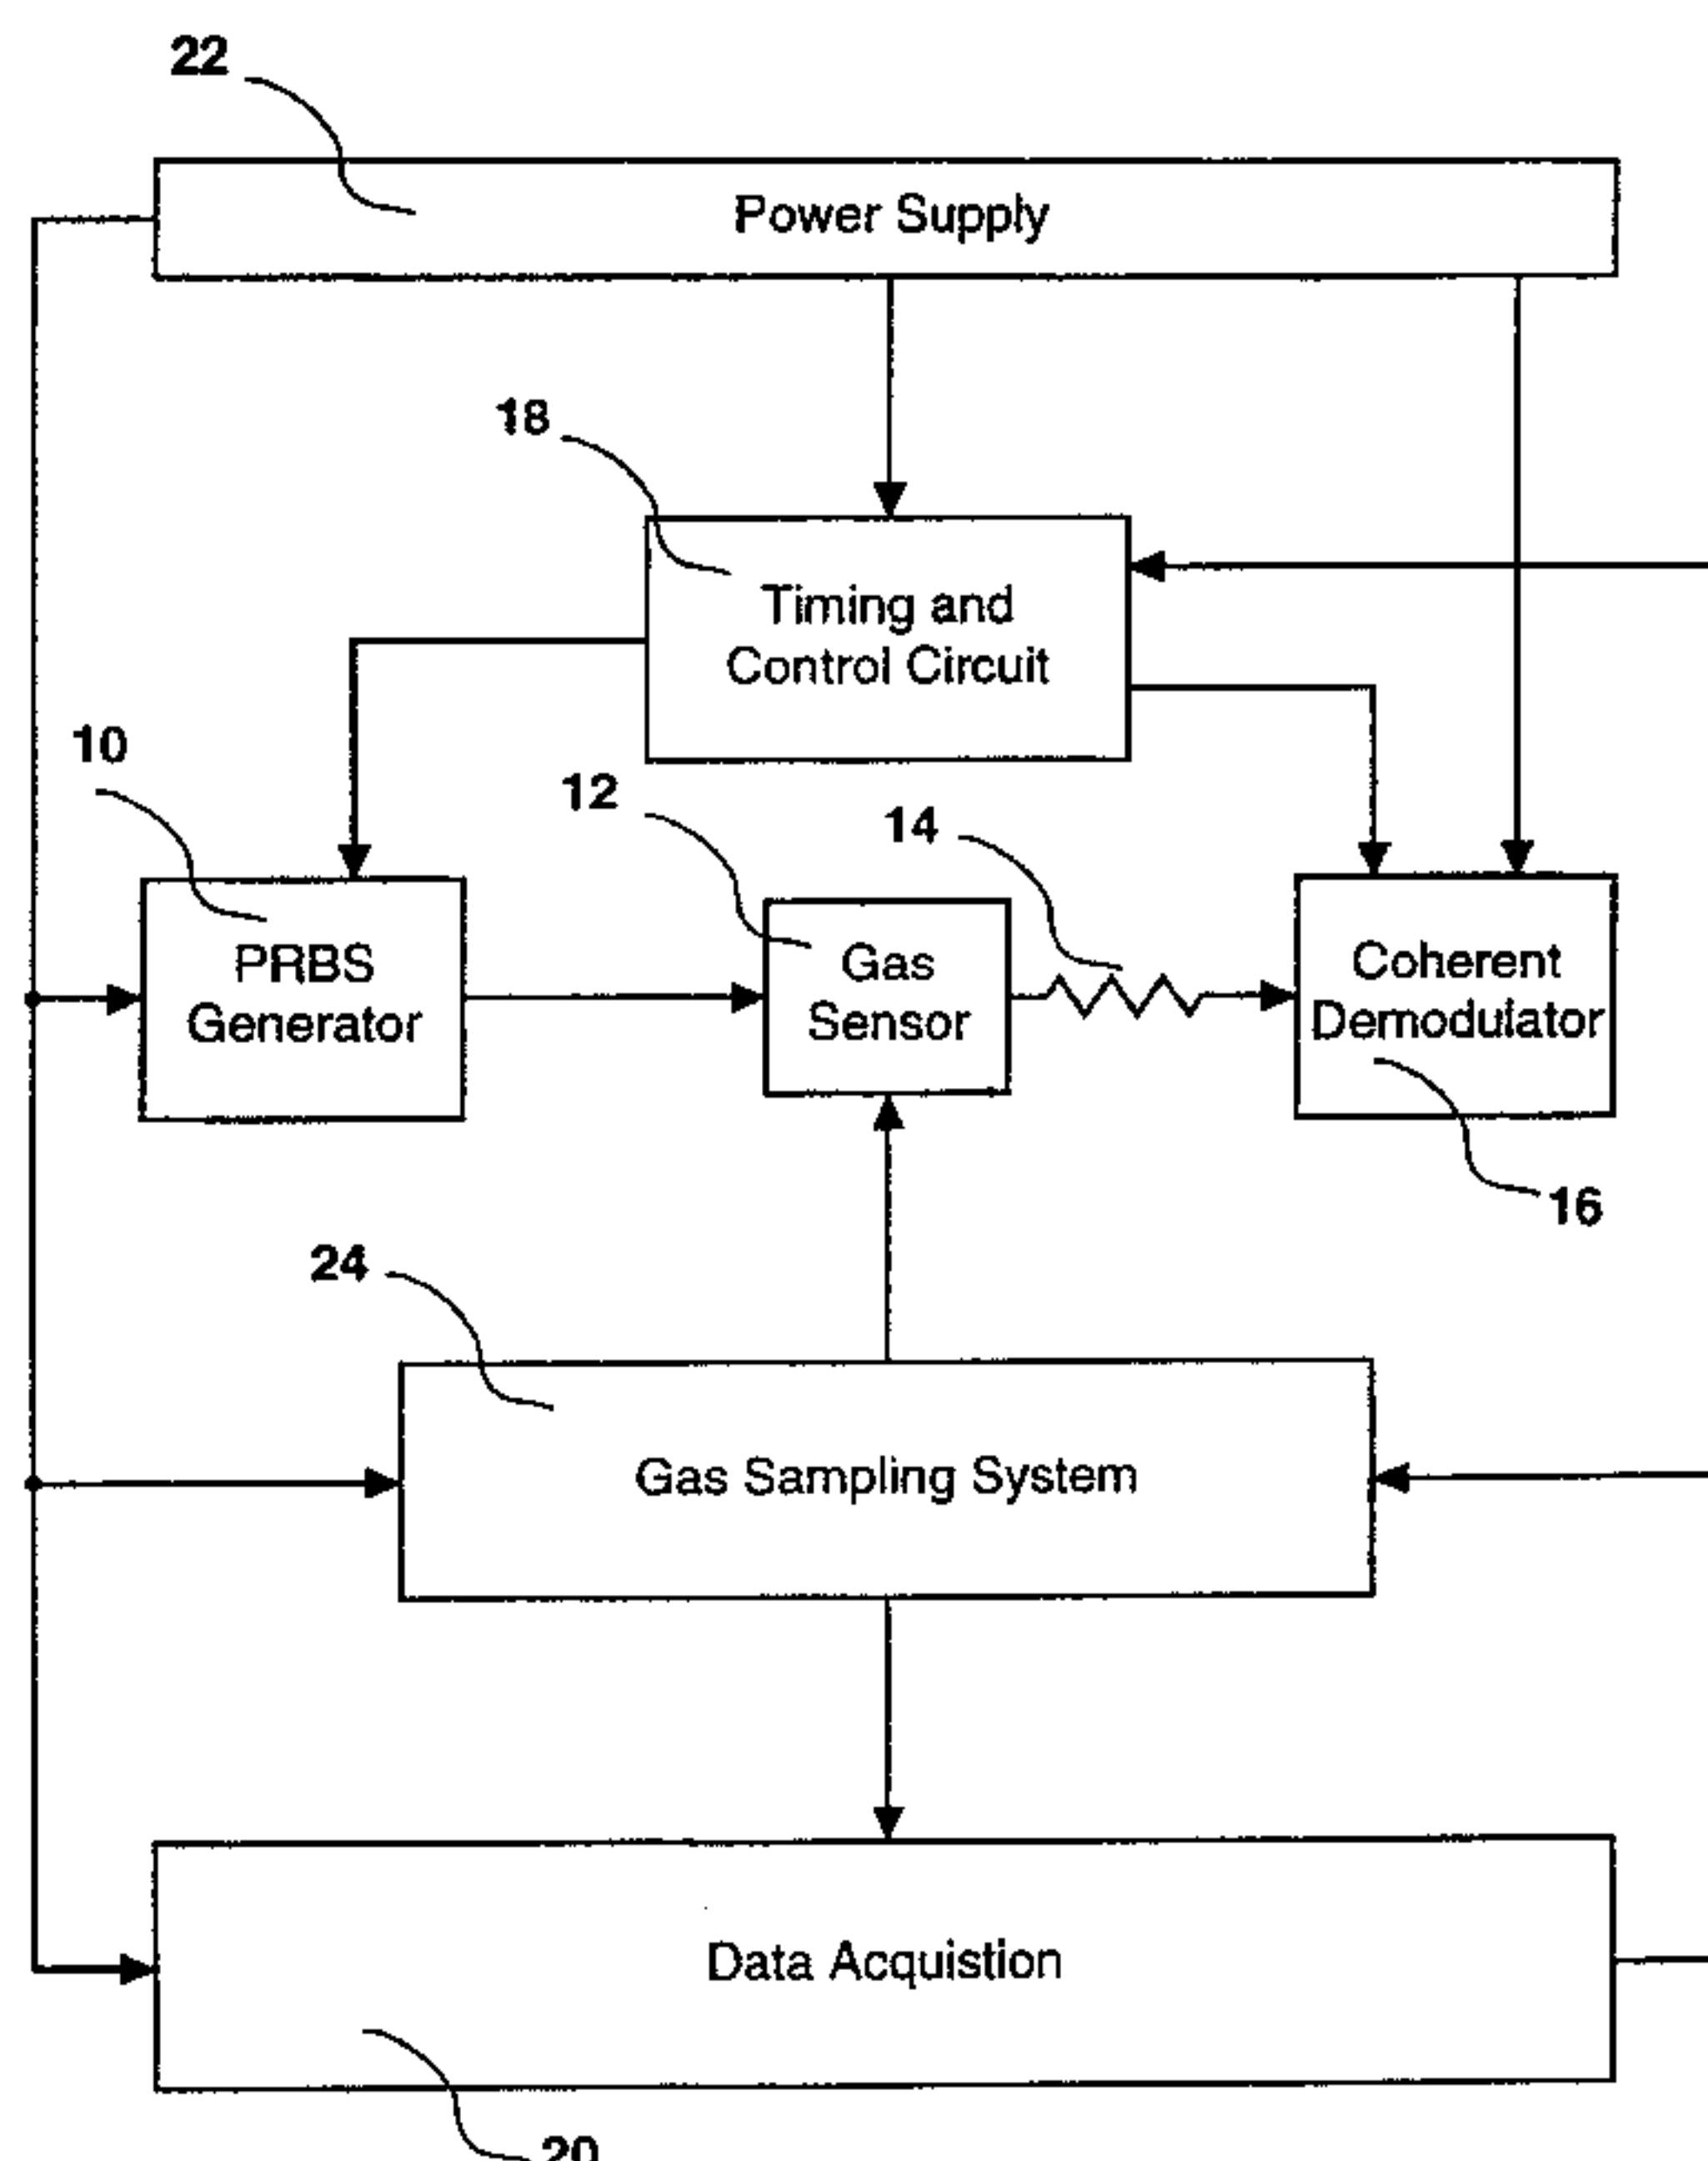 22
Power Supply
18
Timing and
Control Circuit
10
12
14
PRBS
Generator
Gas
Sensor
Coherent
Demodulator
16
24
Gas Sampling System
Data Acquistion
20